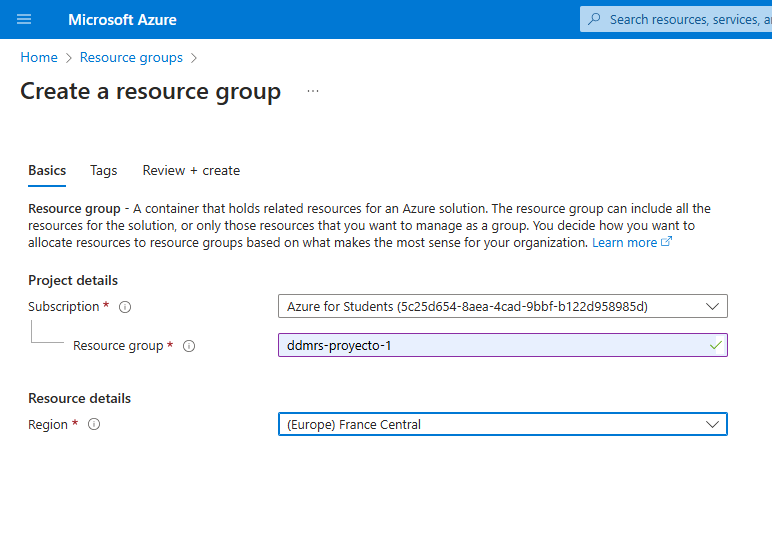 Microsoft Azure
Search resources, services, a
Home > Resource groups >
Create a resource group ...
Basics Tags Review + create
Resource group - A container that holds related resources for an Azure solution. The resource group can include all the
resources for the solution, or only those resources that you want to manage as a group. You decide how you want to
allocate resources to resource groups based on what makes the most sense for your organization. Learn more
Project details
Subscription *
Azure for Students (5c25d654-8aea-4cad-9bbf-b122d958985d)
Resource group *
ddmrs-proyecto-1
Resource details
Region *
(Europe) France Central